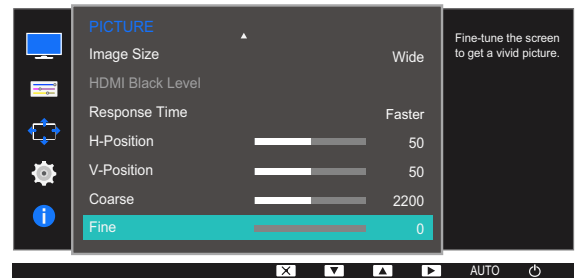 PICTURE
Image Size Wide
HDMI Black Level
Response Time Faster
H-Position 50
V-Position 50
Coarse 2200
Fine 0
Fine-tune the screen
to get a vivid picture.
AUTO